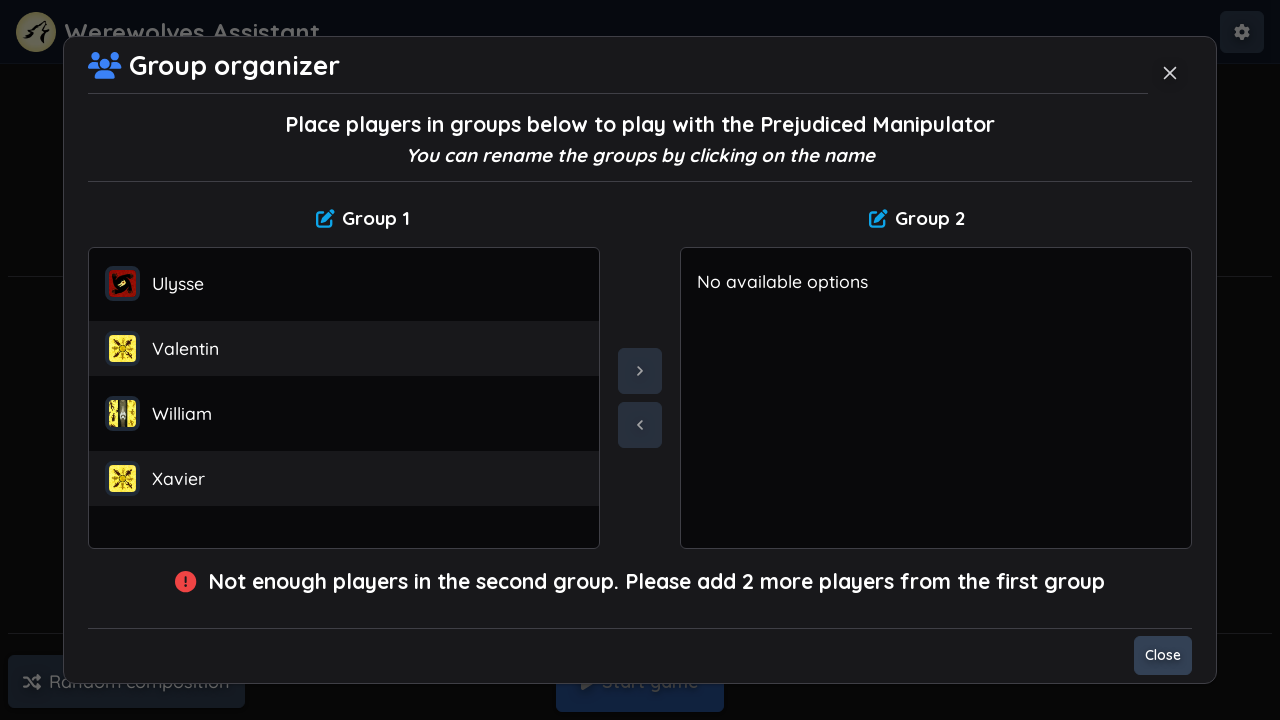 Werewolves Assistant
Group organizer
Place players in groups below to play with the Prejudiced Manipulator
You can rename the groups by clicking on the name
Group 1
Group 2
Ulysse
Valentin
William
Xavier
No available options
Not enough players in the second group. Please add 2 more players from the first group
Close
Random composition
Start game